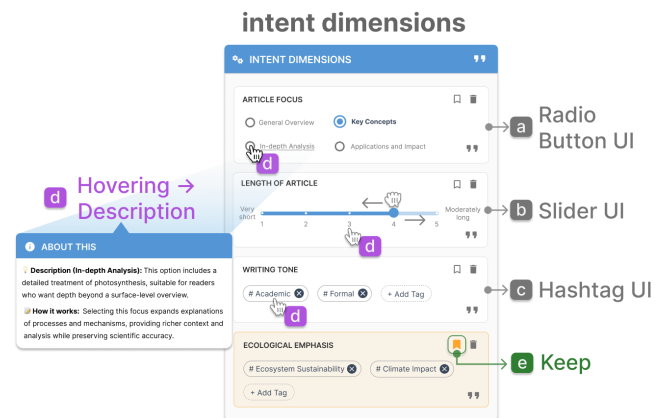 intent dimensions
INTENT DIMENSIONS
ARTICLE FOCUS
General Overview
Key Concepts
In-depth Analysis
Applications and Impact
d
a Radio
Button UI
d Hovering →
Description
LENGTH OF ARTICLE
Very
short
Moderately
long
1 2 3 4 5
d
b Slider UI
ABOUT THIS
Description (In-depth Analysis): This option includes a
detailed treatment of photosynthesis, suitable for readers
who want depth beyond a surface-level overview.
How it works: Selecting this focus expands explanations
of processes and mechanisms, providing richer context and
analysis while preserving scientific accuracy.
WRITING TONE
# Academic
# Formal
+ Add Tag
d
c Hashtag UI
ECOLOGICAL EMPHASIS
# Ecosystem Sustainability
# Climate Impact
+ Add Tag
e Keep